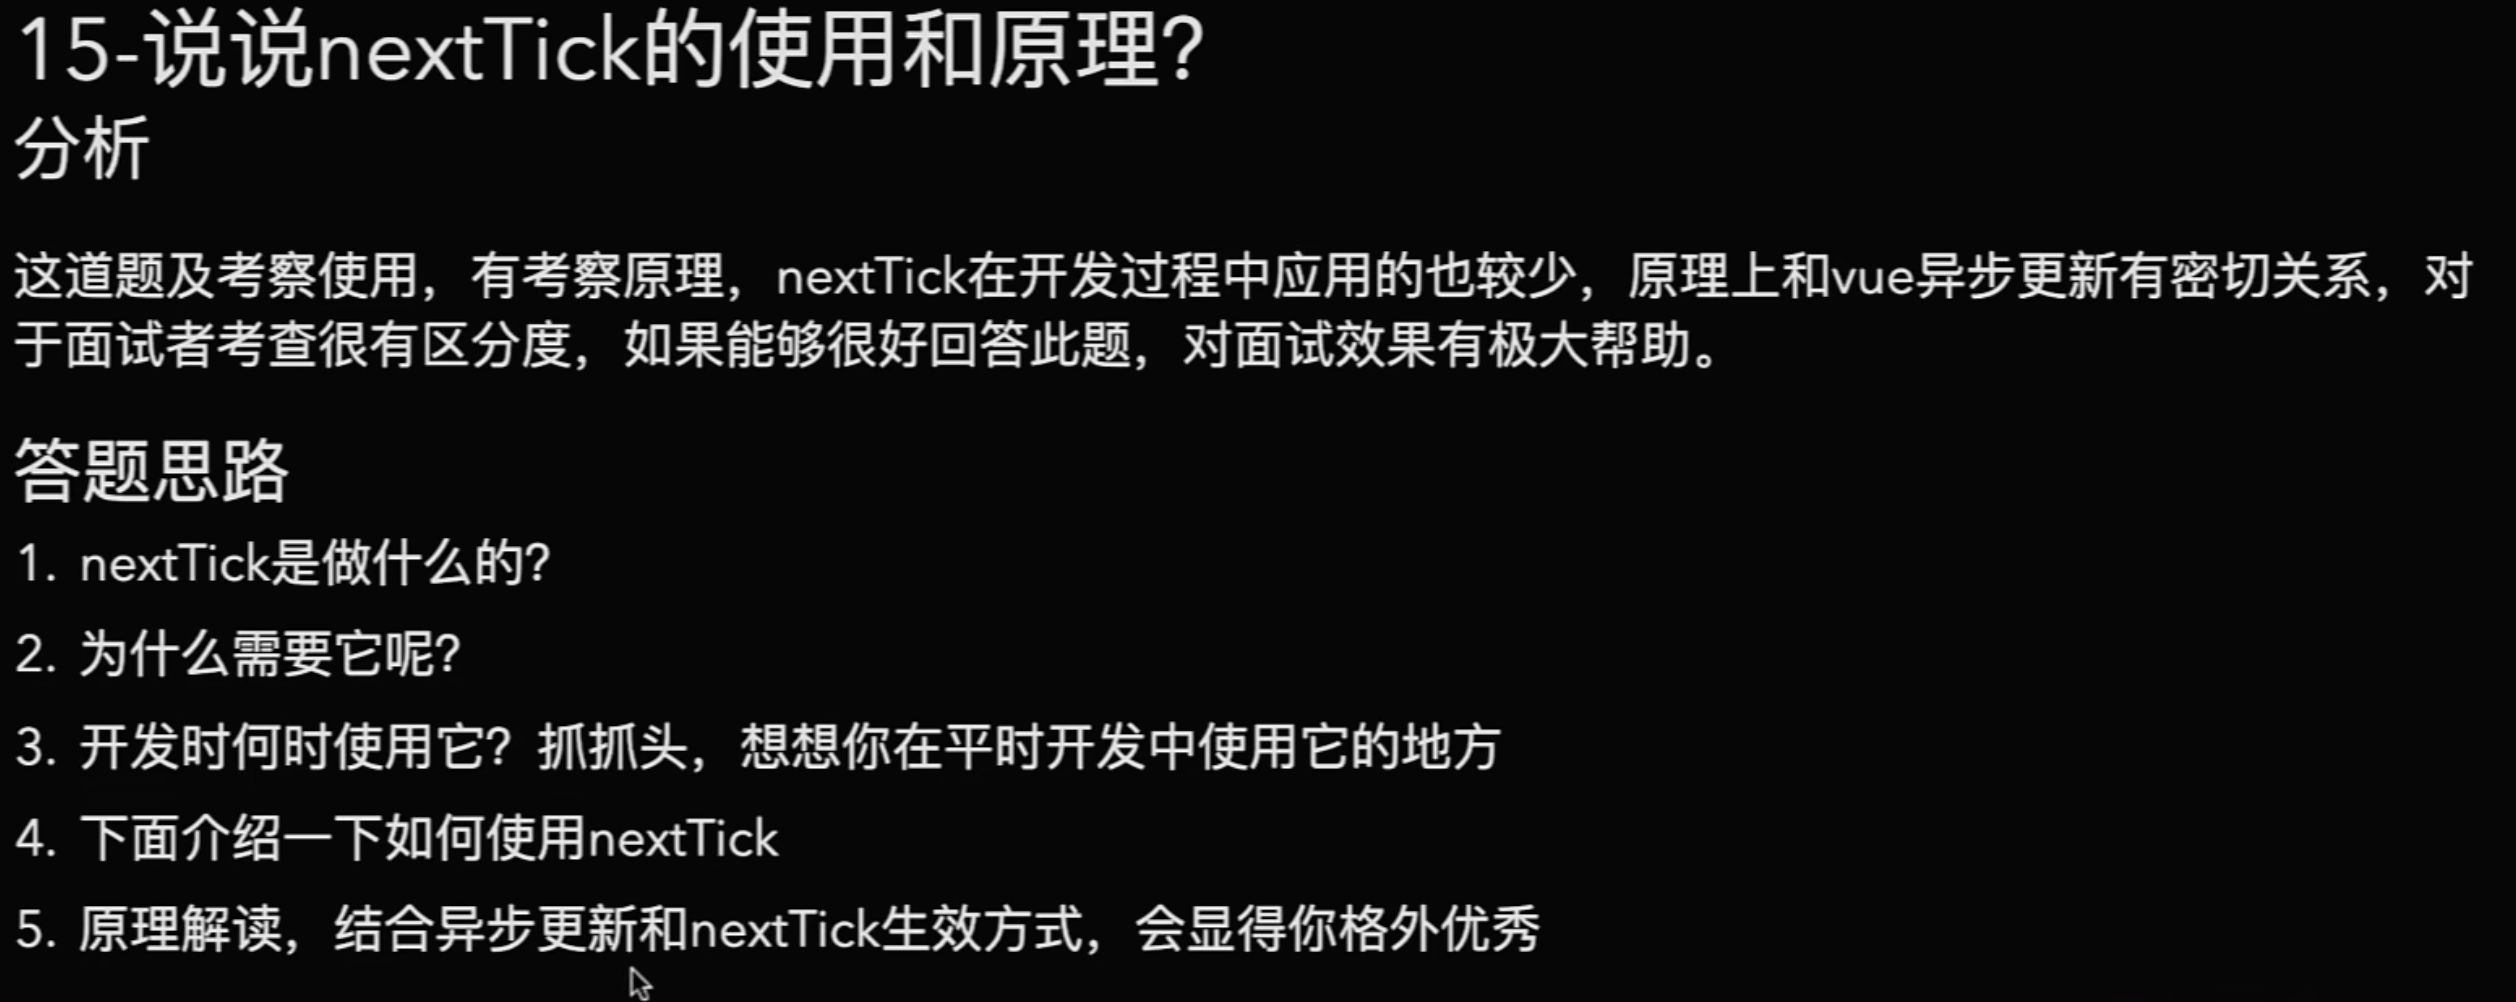 15-说说nextTick的使用和原理?
分析
这道题及考察使用，有考察原理，nextTick在开发过程中应用的也较少，原理上和vue异步更新有密切关系，对
于面试者考查很有区分度，如果能够很好回答此题，对面试效果有极大帮助。
答题思路
1. nextTick是做什么的?
2. 为什么需要它呢?
3. 开发时何时使用它? 抓抓头，想想你在平时开发中使用它的地方
4. 下面介绍一下如何使用nextTick
5. 原理解读，结合异步更新和nextTick生效方式，会显得你格外优秀